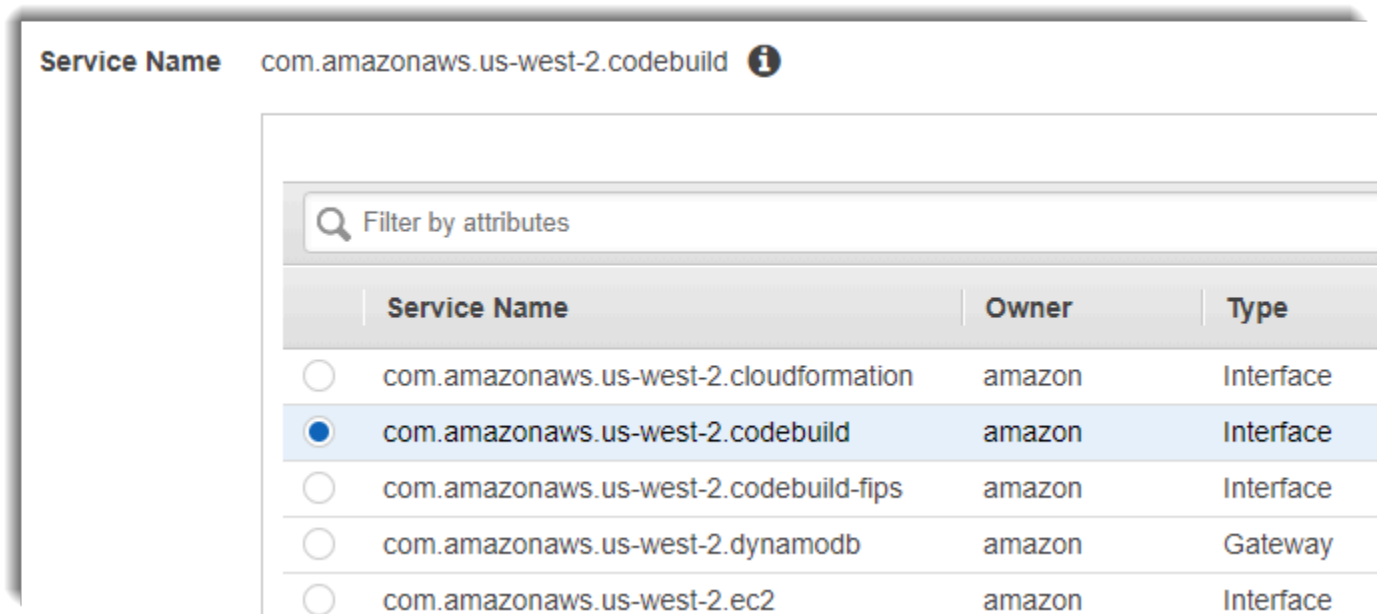 Service Name com.amazonaws.us-west-2.codebuild
Filter by attributes
Service Name Owner Type
com.amazonaws.us-west-2.cloudformation amazon Interface
com.amazonaws.us-west-2.codebuild amazon Interface
com.amazonaws.us-west-2.codebuild-fips amazon Interface
com.amazonaws.us-west-2.dynamodb amazon Gateway
com.amazonaws.us-west-2.ec2 amazon Interface